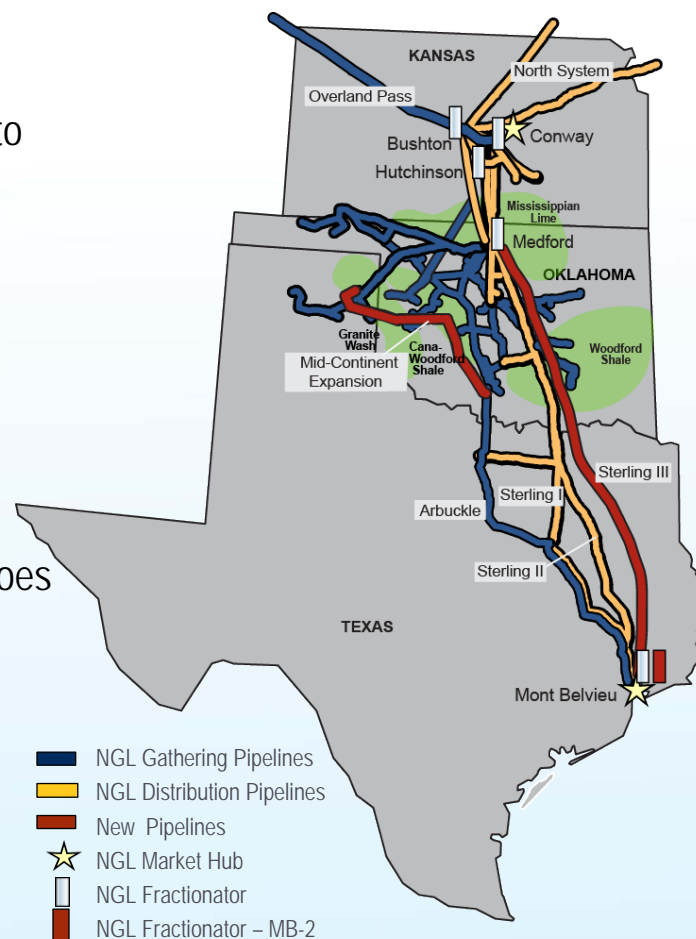 KANSAS
North System
Overland Pass
to
Bushton
Conway
Hutchinson
Mississippian
Lime
Medford
OKLAHOMA
Granite
Wash
Cana-
Woodford
Shale
Woodford
Shale
Mid-Continent
Expansion
Sterling III
Sterling I
Arbuckle
Sterling II
oes
TEXAS
Mont Belvieu
NGL Gathering Pipelines
NGL Distribution Pipelines
New Pipelines
NGL Market Hub
NGL Fractionator
NGL Fractionator – MB-2